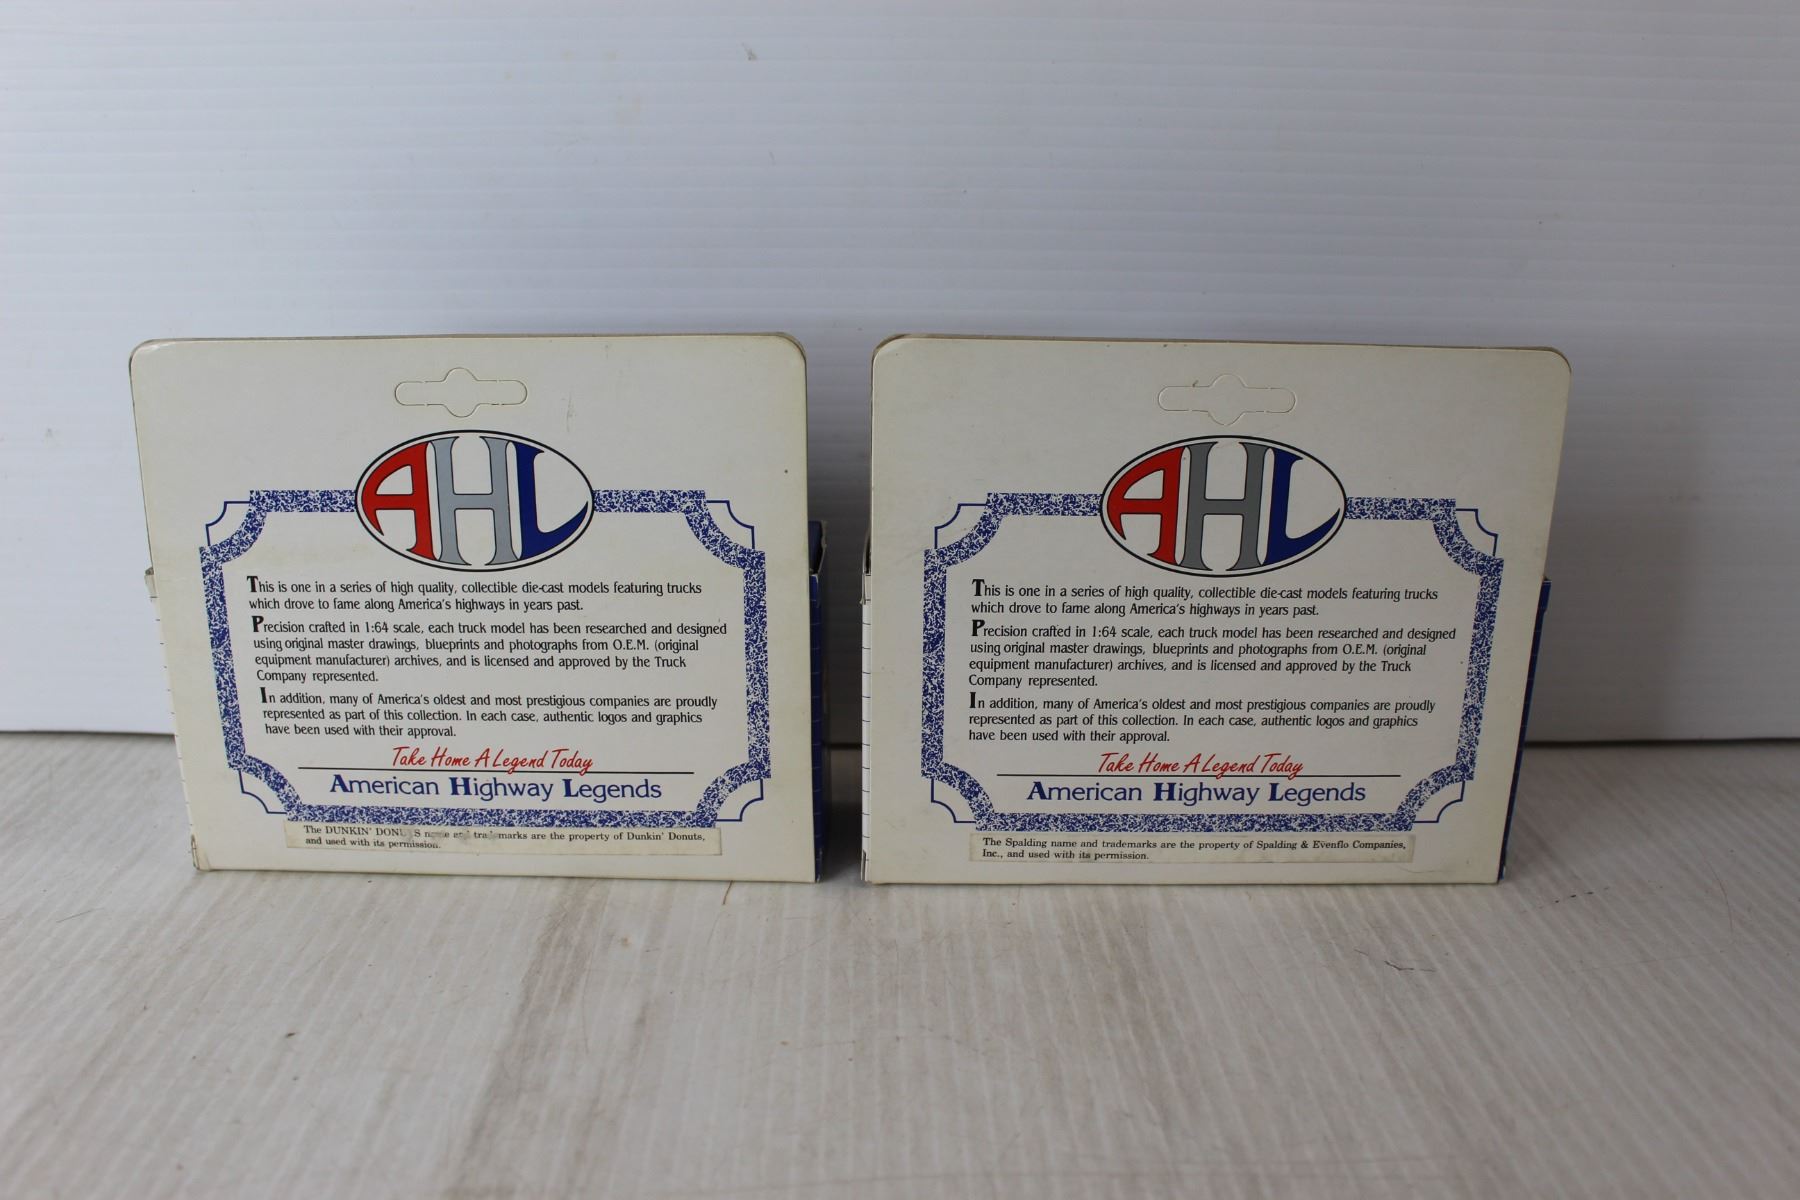 AHL
This is one in a series of high quality, collectible die-cast models featuring trucks
which drove to fame along America's highways in years past.
Precision crafted in 1:64 scale, each truck model has been researched and designed
using original master drawings, blueprints and photographs from O.E.M. (original
equipment manufacturer) archives, and is licensed and approved by the Truck
Company represented.
In addition, many of America's oldest and most prestigious companies are proudly
represented as part of this collection. In each case, authentic logos and graphics
have been used with their approval.
Take Home A Legend Today
American Highway Legends
The DUNKIN' DONUTS name and trademarks are the property of Dunkin' Donuts,
and used with its permission.
AHL
This is one in a series of high quality, collectible die-cast models featuring trucks
which drove to fame along America's highways in years past.
Precision crafted in 1:64 scale, each truck model has been researched and designed
using original master drawings, blueprints and photographs from O.E.M. (original
equipment manufacturer) archives, and is licensed and approved by the Truck
Company represented.
In addition, many of America's oldest and most prestigious companies are proudly
represented as part of this collection. In each case, authentic logos and graphics
have been used with their approval.
Take Home A Legend Today
American Highway Legends
The Spalding name and trademarks are the property of Spalding & Evenflo Companies,
Inc., and used with its permission.